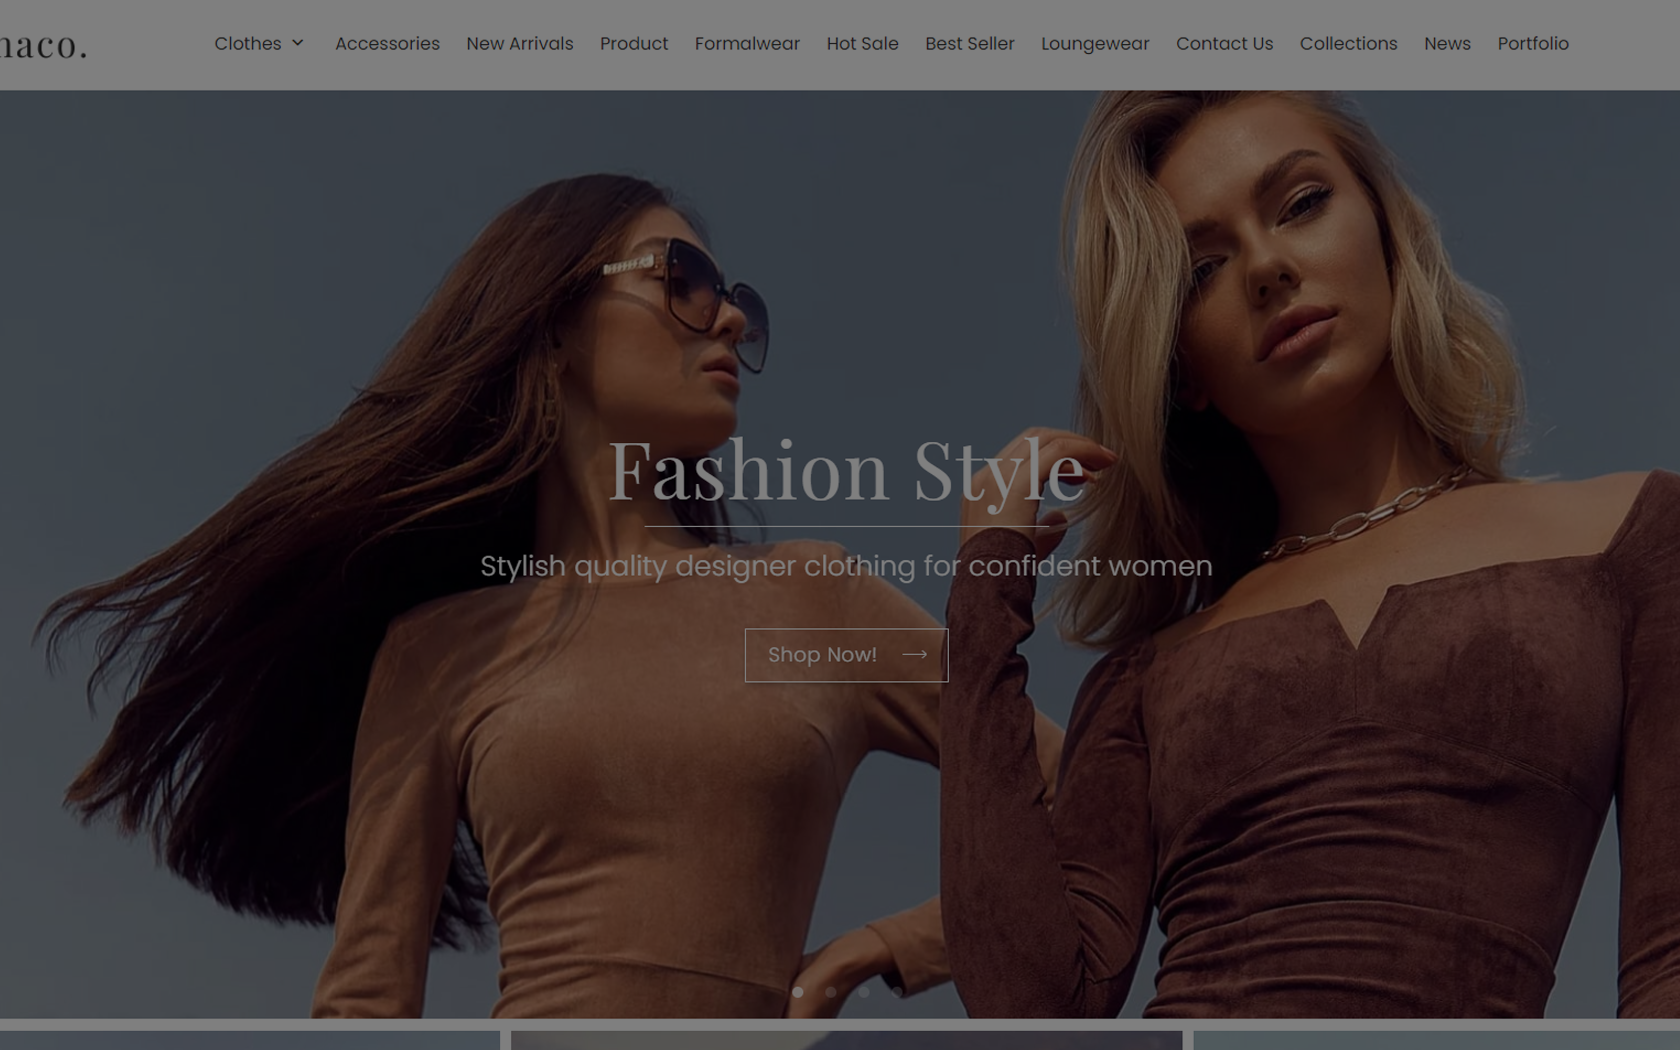 naco.
Clothes Accessories New Arrivals Product Formalwear Hot Sale Best Seller Loungewear Contact Us Collections News Portfolio
Fashion Style
Stylish quality designer clothing for confident women
Shop Now!